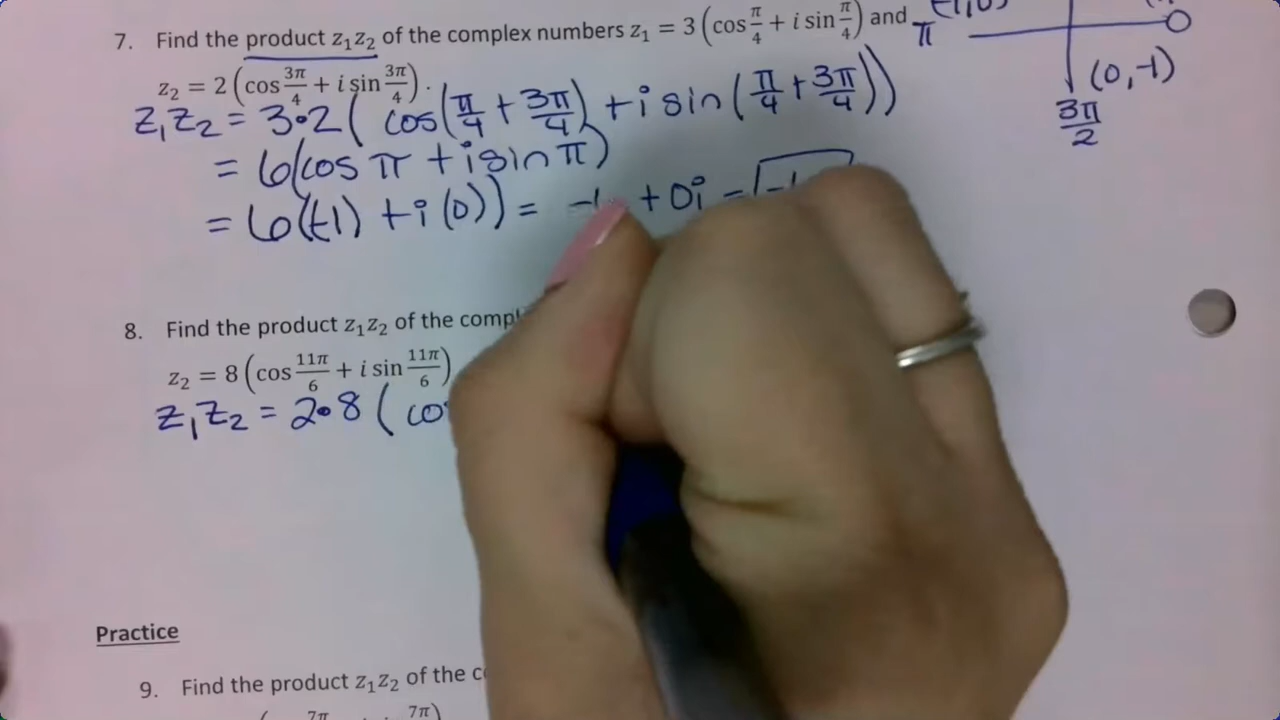 7. Find the product z₁z₂ of the complex numbers z₁ = 3(cos π/4 + i sin π/4) and
z₂ = 2(cos 3π/4 + i sin 3π/4).
z₁z₂ = 3•2(cos(π/4 + 3π/4) + i sin(π/4 + 3π/4))
= 6(cos π + i sin π)
= 6(-1) + i(0)) = + 0i =
π
0
(0,-1)
3π/2
8. Find the product z₁z₂ of the
z₂ = 8(cos 11π/6 + i sin 11π/6)
z₁z₂ = 2•8(
Practice
9. Find the product z₁z₂ of the
7π 7π)